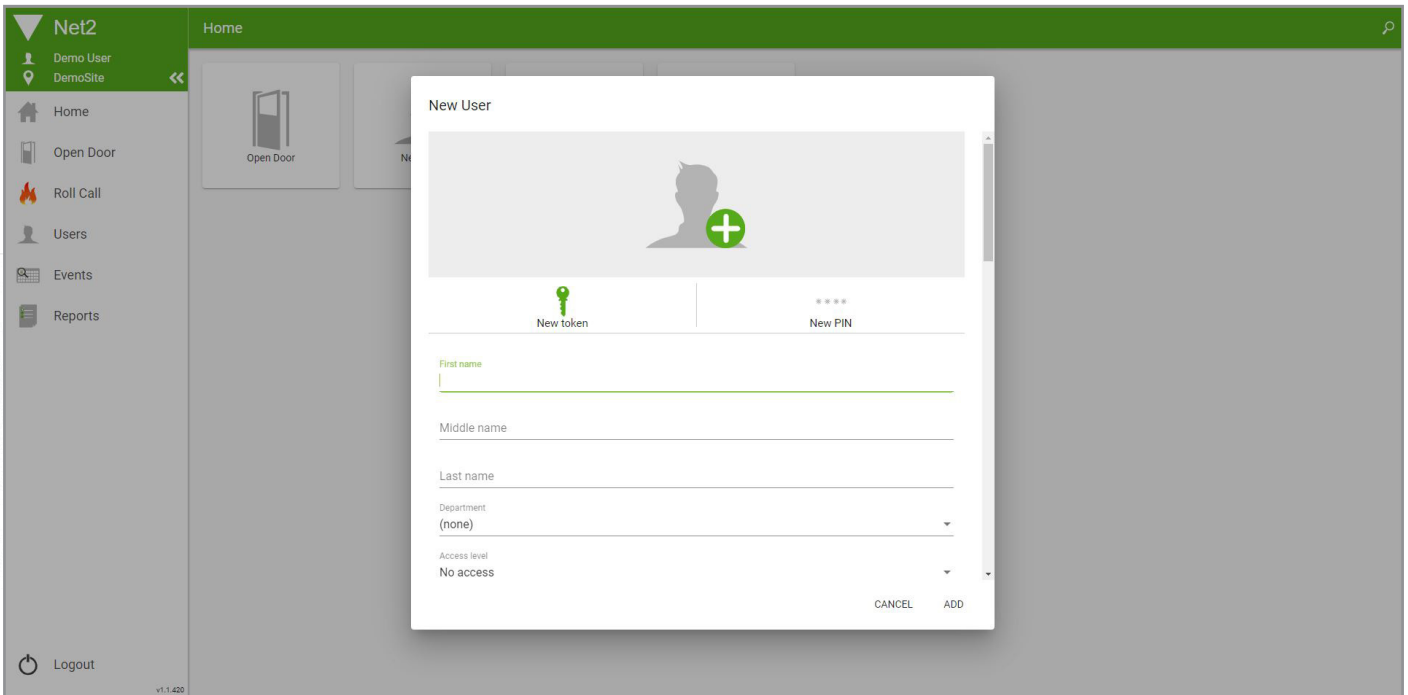 Net2
Home
Demo User
DemoSite
Home
Open Door
Roll Call
Users
Events
Reports
Logout
v1.1.420
Open Door
Ne
New User
New token
New PIN
First name
Middle name
Last name
Department
(none)
Access level
No access
CANCEL ADD